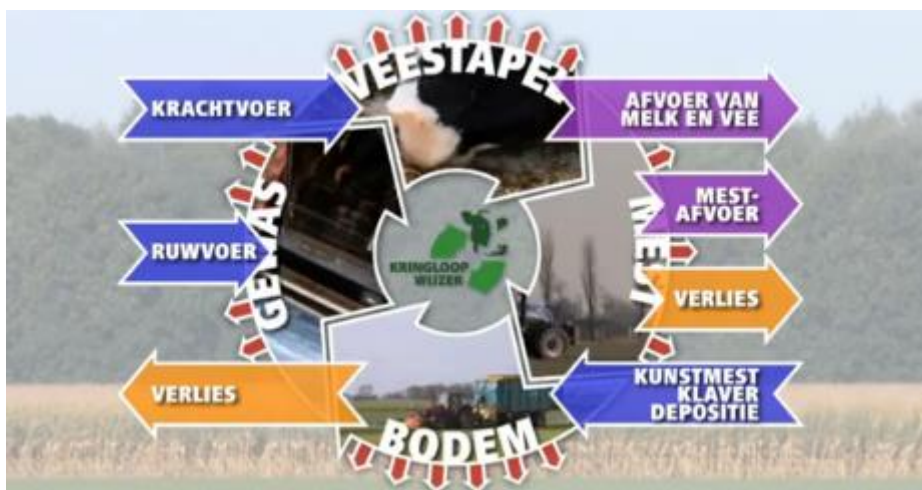 VEESTAPEL
KRACHTVOER
AFVOER VAN
MELK EN VEE
GEWAS
MEST-
AFVOER
MEST
RUWVOER
KRINGLOOP
WIJZER
VERLIES
VERLIES
KUNSTMEST
KLAVER
DEPOSITIE
BODEM